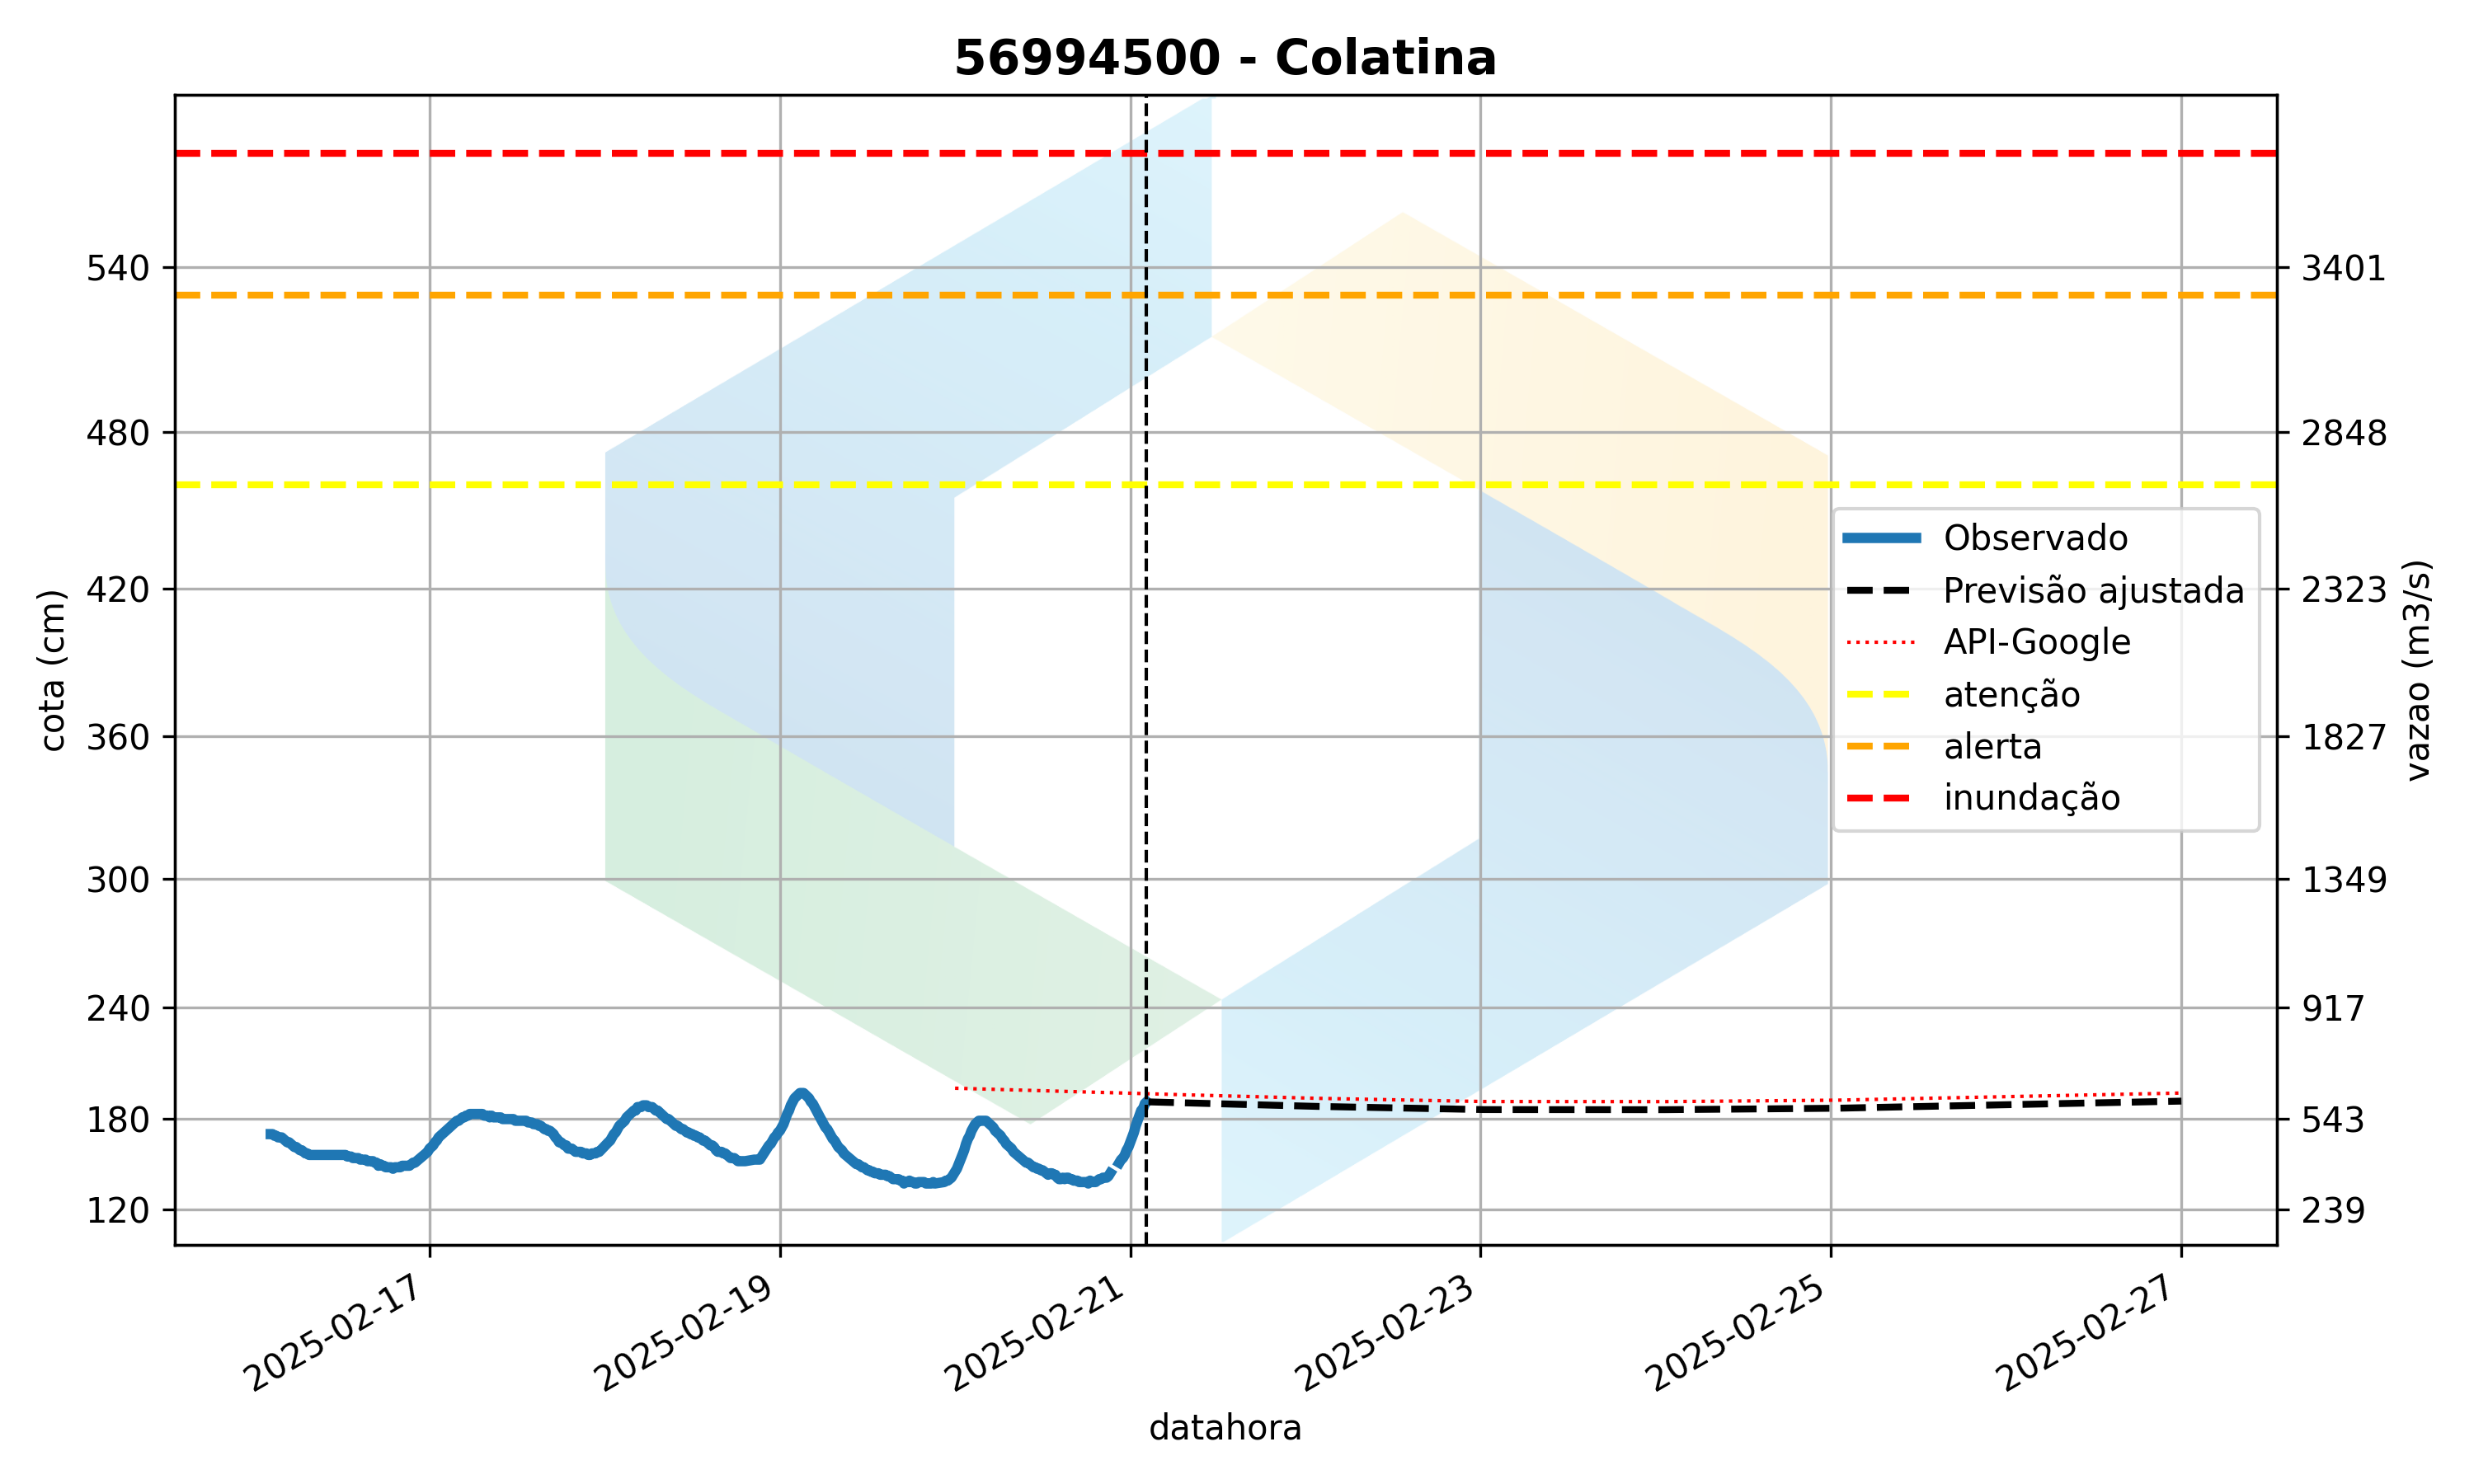 56994500 - Colatina
540
480
420
360
300
240
180
120
cota (cm)
3401
2848
2323
1827
1349
917
543
239
vazao (m3/s)
Observado
Previsão ajustada
API-Google
atenção
alerta
inundação
2025-02-17
2025-02-19
2025-02-21
2025-02-23
2025-02-25
2025-02-27
datahora